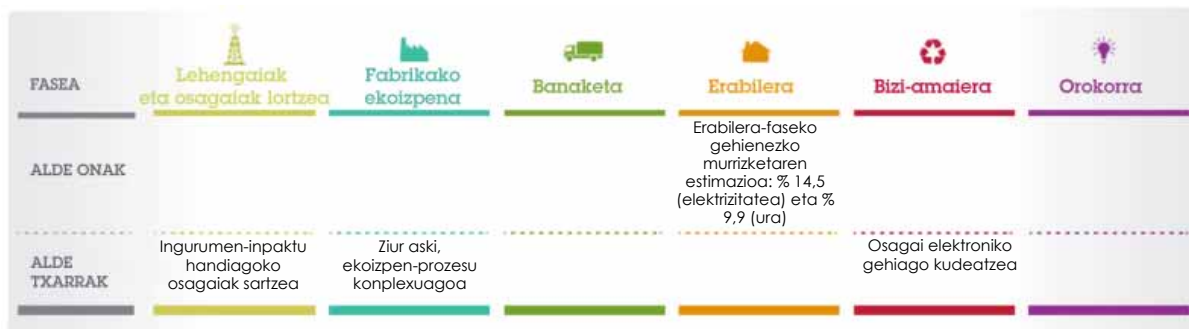 FASEA
Lehengaiak
eta osagaiak lortzea
Fabrikako
ekoizpena
Banaketa
Erabilera
Bizi-amaiera
Orokorra
ALDE ONAK
Erabilera-faseko
gehienezko
murrizketaren
estimazioa: % 14,5
(elektrizitatea) eta %
9,9 (ura)
ALDE
TXARRAK
Ingurumen-inpaktu
handiagoko
osagaiak sartzea
Ziur aski,
ekoizpen-prozesu
konplexuagoa
Osagai elektroniko
gehiago kudeatzea